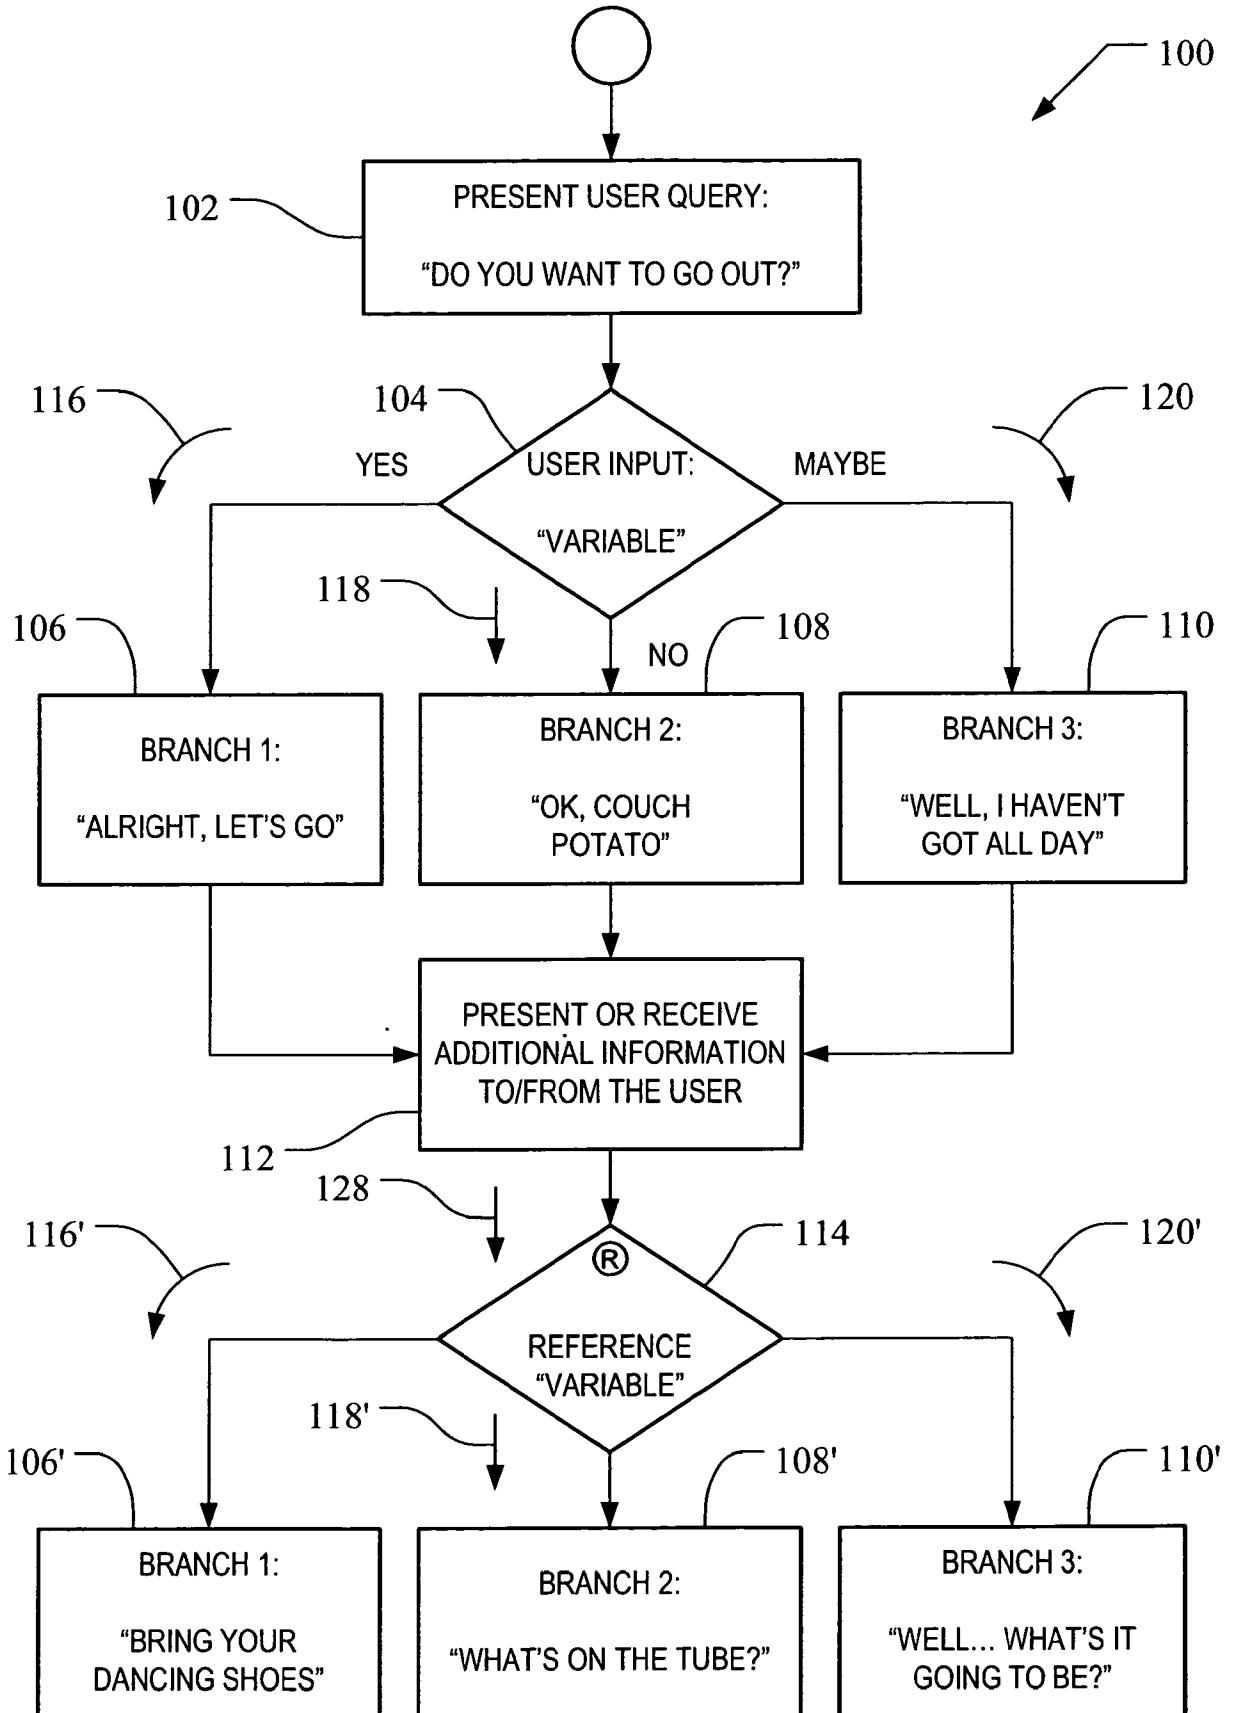 100
PRESENT USER QUERY:
102
“DO YOU WANT TO GO OUT?”
116
104
120
YES
USER INPUT:
MAYBE
“VARIABLE”
118
106
108
110
NO
BRANCH 1:
“ALRIGHT, LET'S GO”
BRANCH 2:
“OK, COUCH
POTATO”
BRANCH 3:
“WELL, I HAVEN'T
GOT ALL DAY”
PRESENT OR RECEIVE
ADDITIONAL INFORMATION
TO/FROM THE USER
112
128
116'
114
120'
®
REFERENCE
“VARIABLE”
118'
106'
108'
110'
BRANCH 1:
“BRING YOUR
DANCING SHOES”
BRANCH 2:
“WHAT'S ON THE TUBE?”
BRANCH 3:
“WELL... WHAT'S IT
GOING TO BE?”